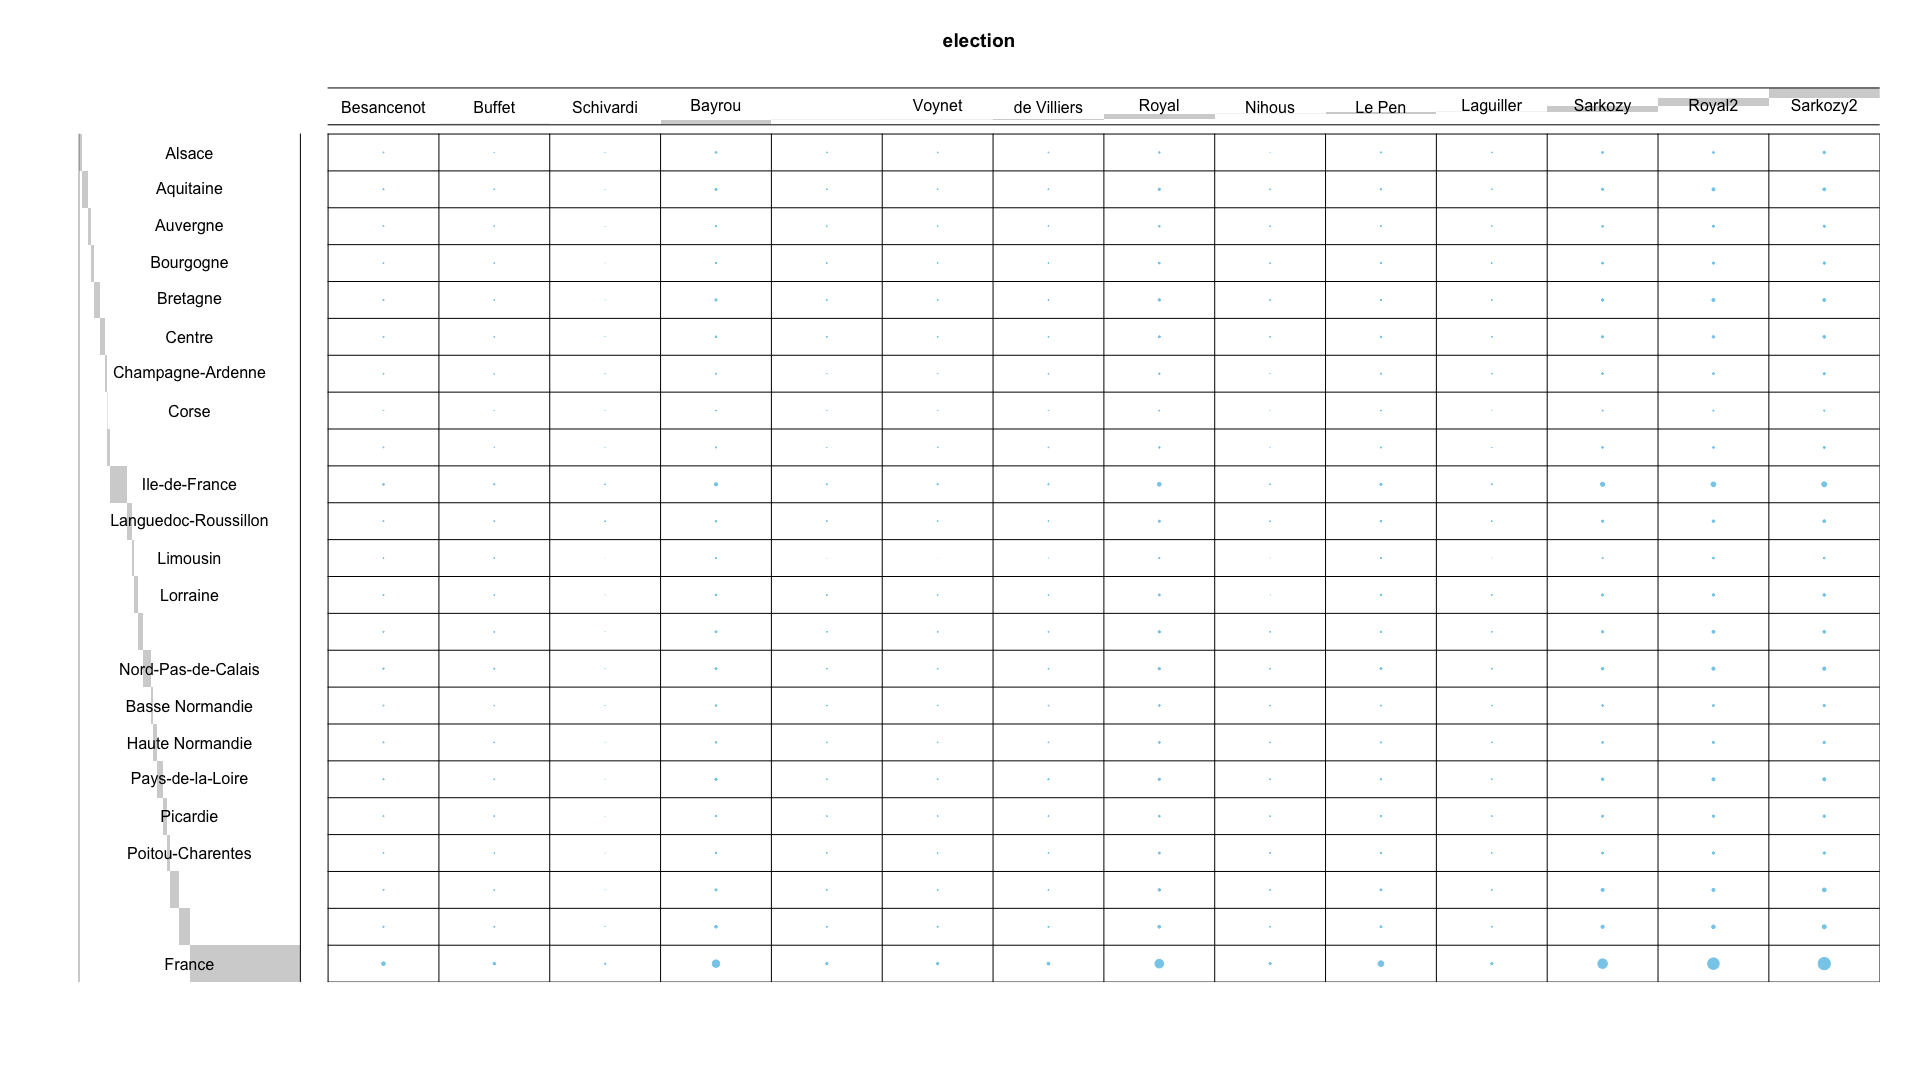 election
Besancenot Buffet Schivardi Bayrou Voynet de Villiers Royal Nihous Le Pen Laguiller Sarkozy Royal2 Sarkozy2
Alsace
Aquitaine
Auvergne
Bourgogne
Bretagne
Centre
Champagne-Ardenne
Corse
Ile-de-France
Languedoc-Roussillon
Limousin
Lorraine
Nord-Pas-de-Calais
Basse Normandie
Haute Normandie
Pays-de-la-Loire
Picardie
Poitou-Charentes
France